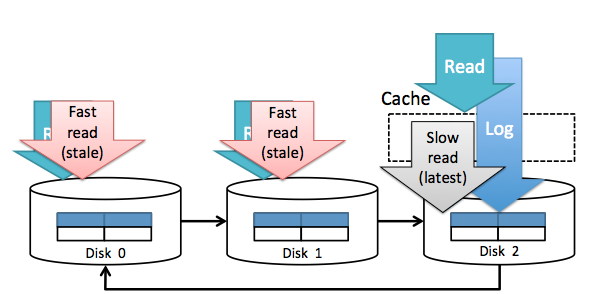 Read
Cache
Log
Fast
read
(stale)
Fast
read
(stale)
Slow
read
(latest)
Disk 0
Disk 1
Disk 2